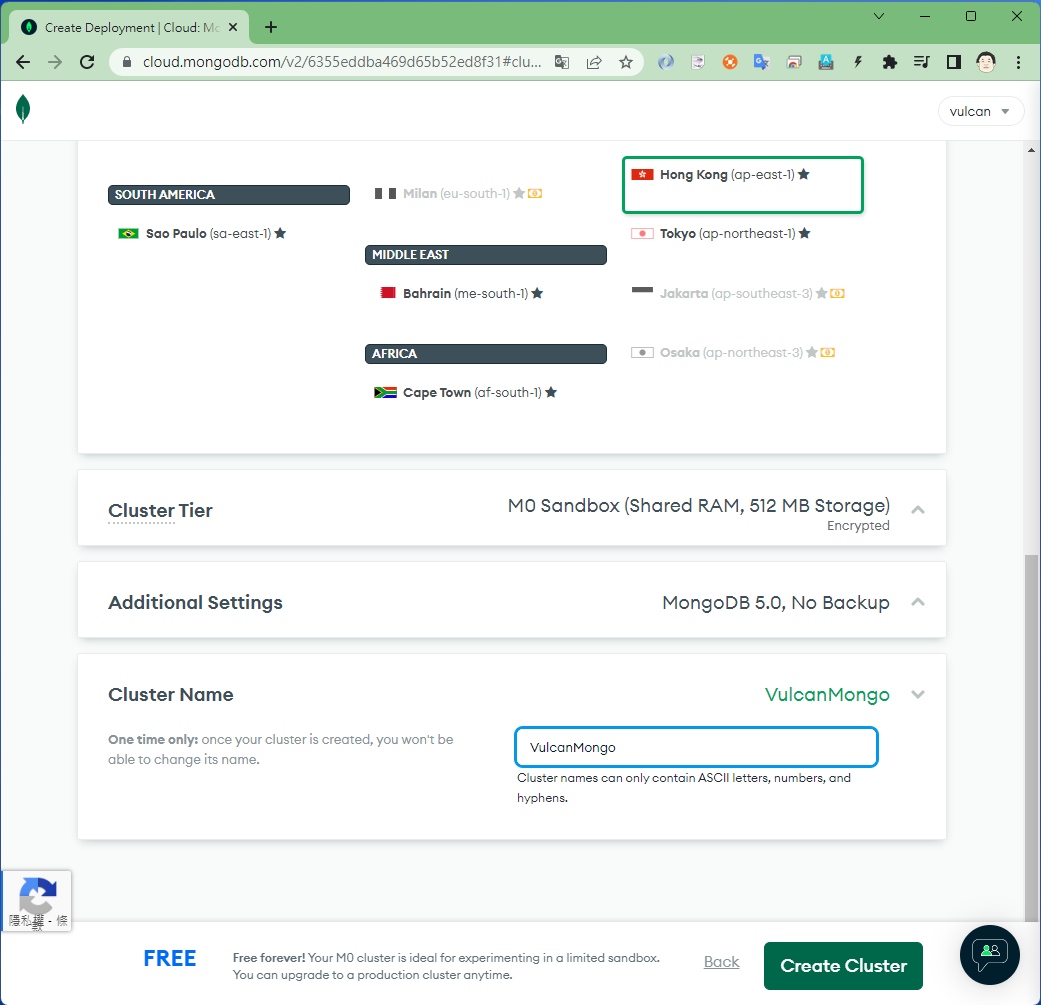 Create Deployment | Cloud: Mo
cloud.mongodb.com/v2/6355eddba469d65b52ed8f31#clu...
vulcan
SOUTH AMERICA
Sao Paulo (sa-east-1)
Milan (eu-south-1)
MIDDLE EAST
Bahrain (me-south-1)
AFRICA
Cape Town (af-south-1)
Hong Kong (ap-east-1)
Tokyo (ap-northeast-1)
Jakarta (ap-southeast-3)
Osaka (ap-northeast-3)
Cluster Tier
M0 Sandbox (Shared RAM, 512 MB Storage)
Encrypted
Additional Settings
MongoDB 5.0, No Backup
Cluster Name
VulcanMongo
One time only: once your cluster is created, you won't be
able to change its name.
VulcanMongo
Cluster names can only contain ASCII letters, numbers, and
hyphens.
隱私權 - 條
款
FREE
Free forever! Your M0 cluster is ideal for experimenting in a limited sandbox.
You can upgrade to a production cluster anytime.
Back
Create Cluster